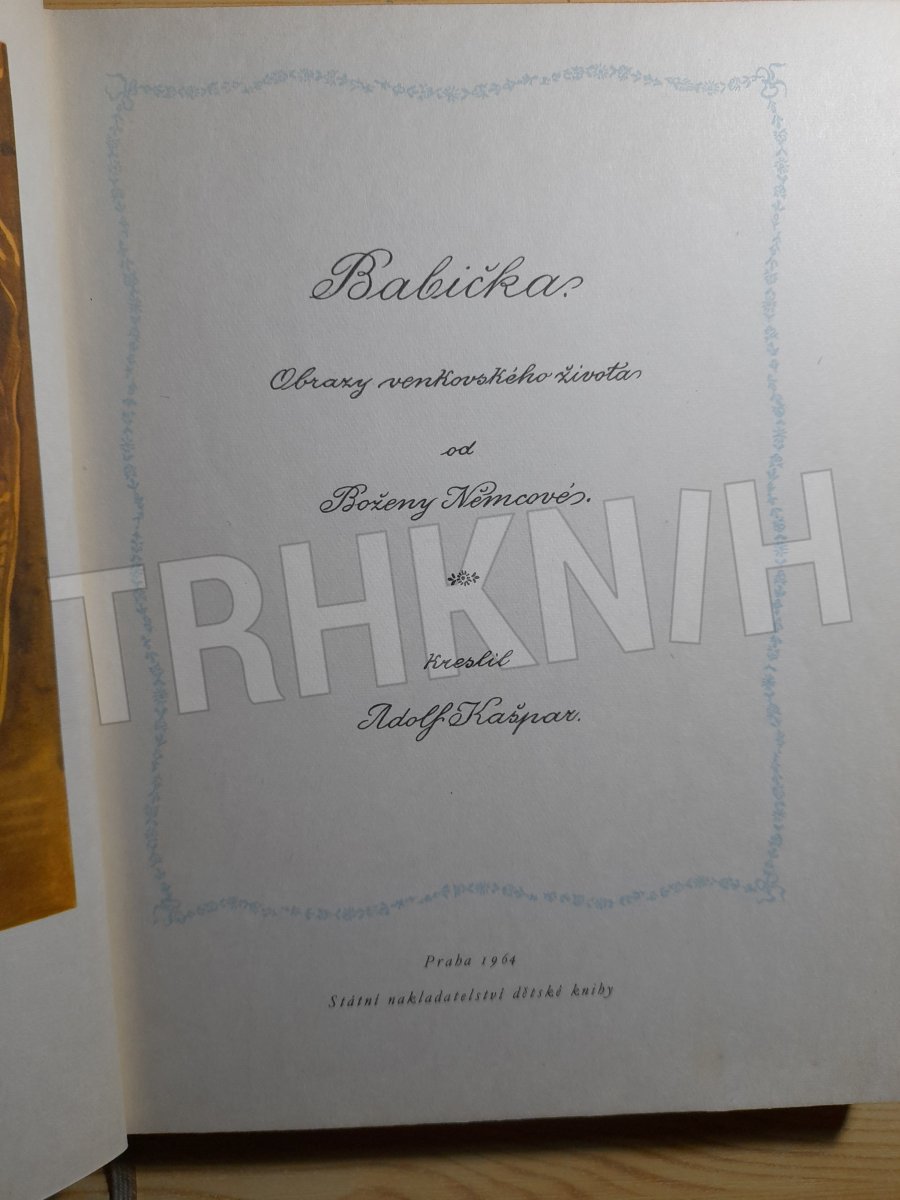 Babička.
Obrazy venkovského života
od
Boženy Němcové.
kreslil
Adolf Kašpar.
Praha 1964
Státní nakladatelství dětské knihy
TRHKNIH